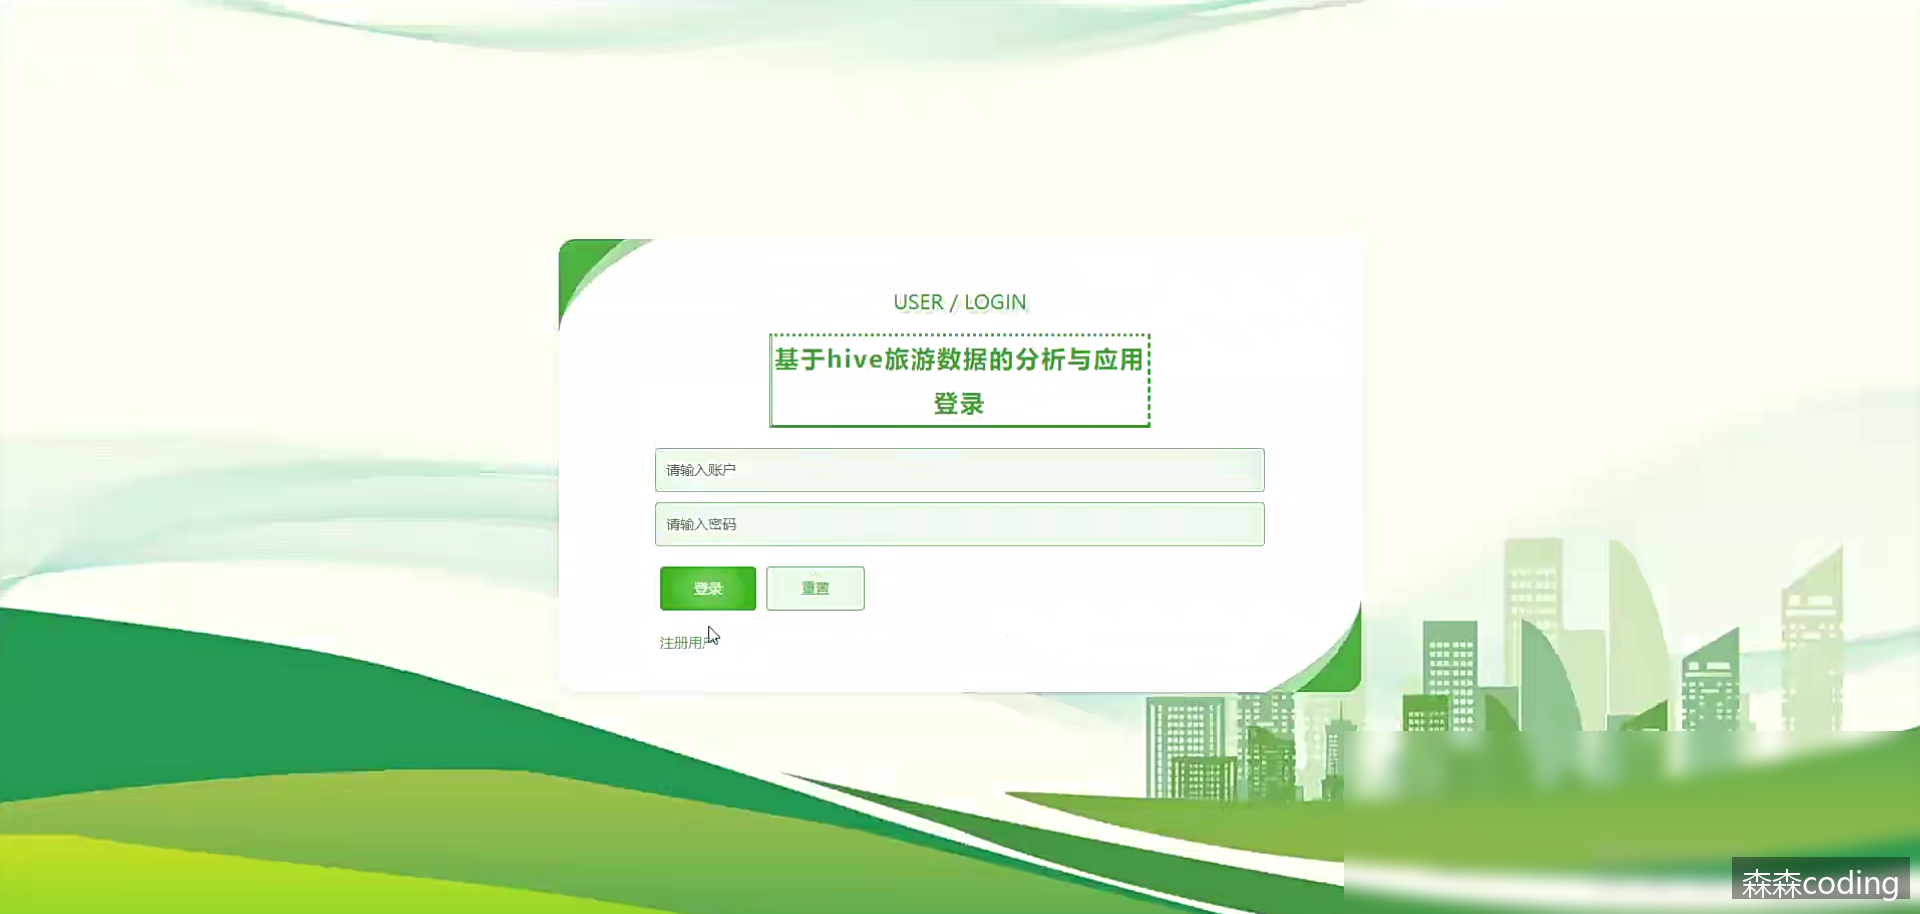 USER / LOGIN
基于hive旅游数据的分析与应用
登录
请输入账户
请输入密码
登录
重置
注册用户
森森coding